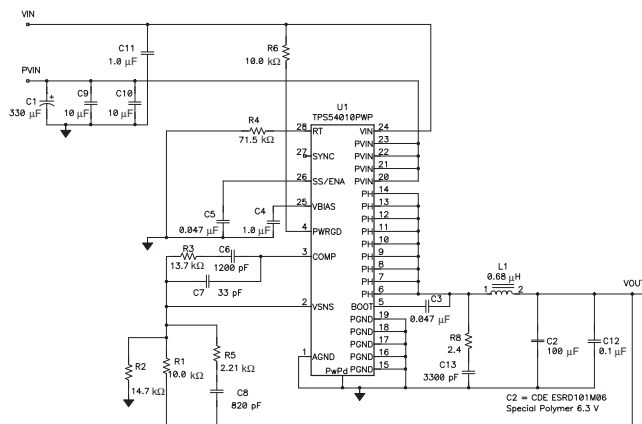 VIN
C11
1.0 μF
R6
10.0 kΩ
PVIN
C1
330 μF
+
C9
10 μF
C10
10 μF
U1
TPS54010PWP
R4
71.5 kΩ
28 RT
VIN 24
PVIN 23
27 SYNC
PVIN 22
PVIN 21
26 SS/ENA
PVIN 20
PH 14
25 VBIAS
PH 13
C5
0.047 μF
C4
1.0 μF
PH 12
4 PWRGD
PH 11
PH 10
R3
13.7 kΩ
C6
1200 pF
3 COMP
PH 9
PH 8
C7 33 pF
PH 7
PH 6
L1
0.68 μH
1 2
VOUT
2 VSNS
BOOT 5
C3
0.047 μF
PGND 19
PGND 18
PGND 17
PGND 16
PGND 15
1 AGND
PwPd
R8
2.4
C13
3300 pF
C2
100 μF
C12
0.1 μF
R2
14.7 kΩ
R1
10.0 kΩ
R5
2.21 kΩ
C8
820 pF
C2 = CDE ESRD101M06
Special Polymer 6.3 V